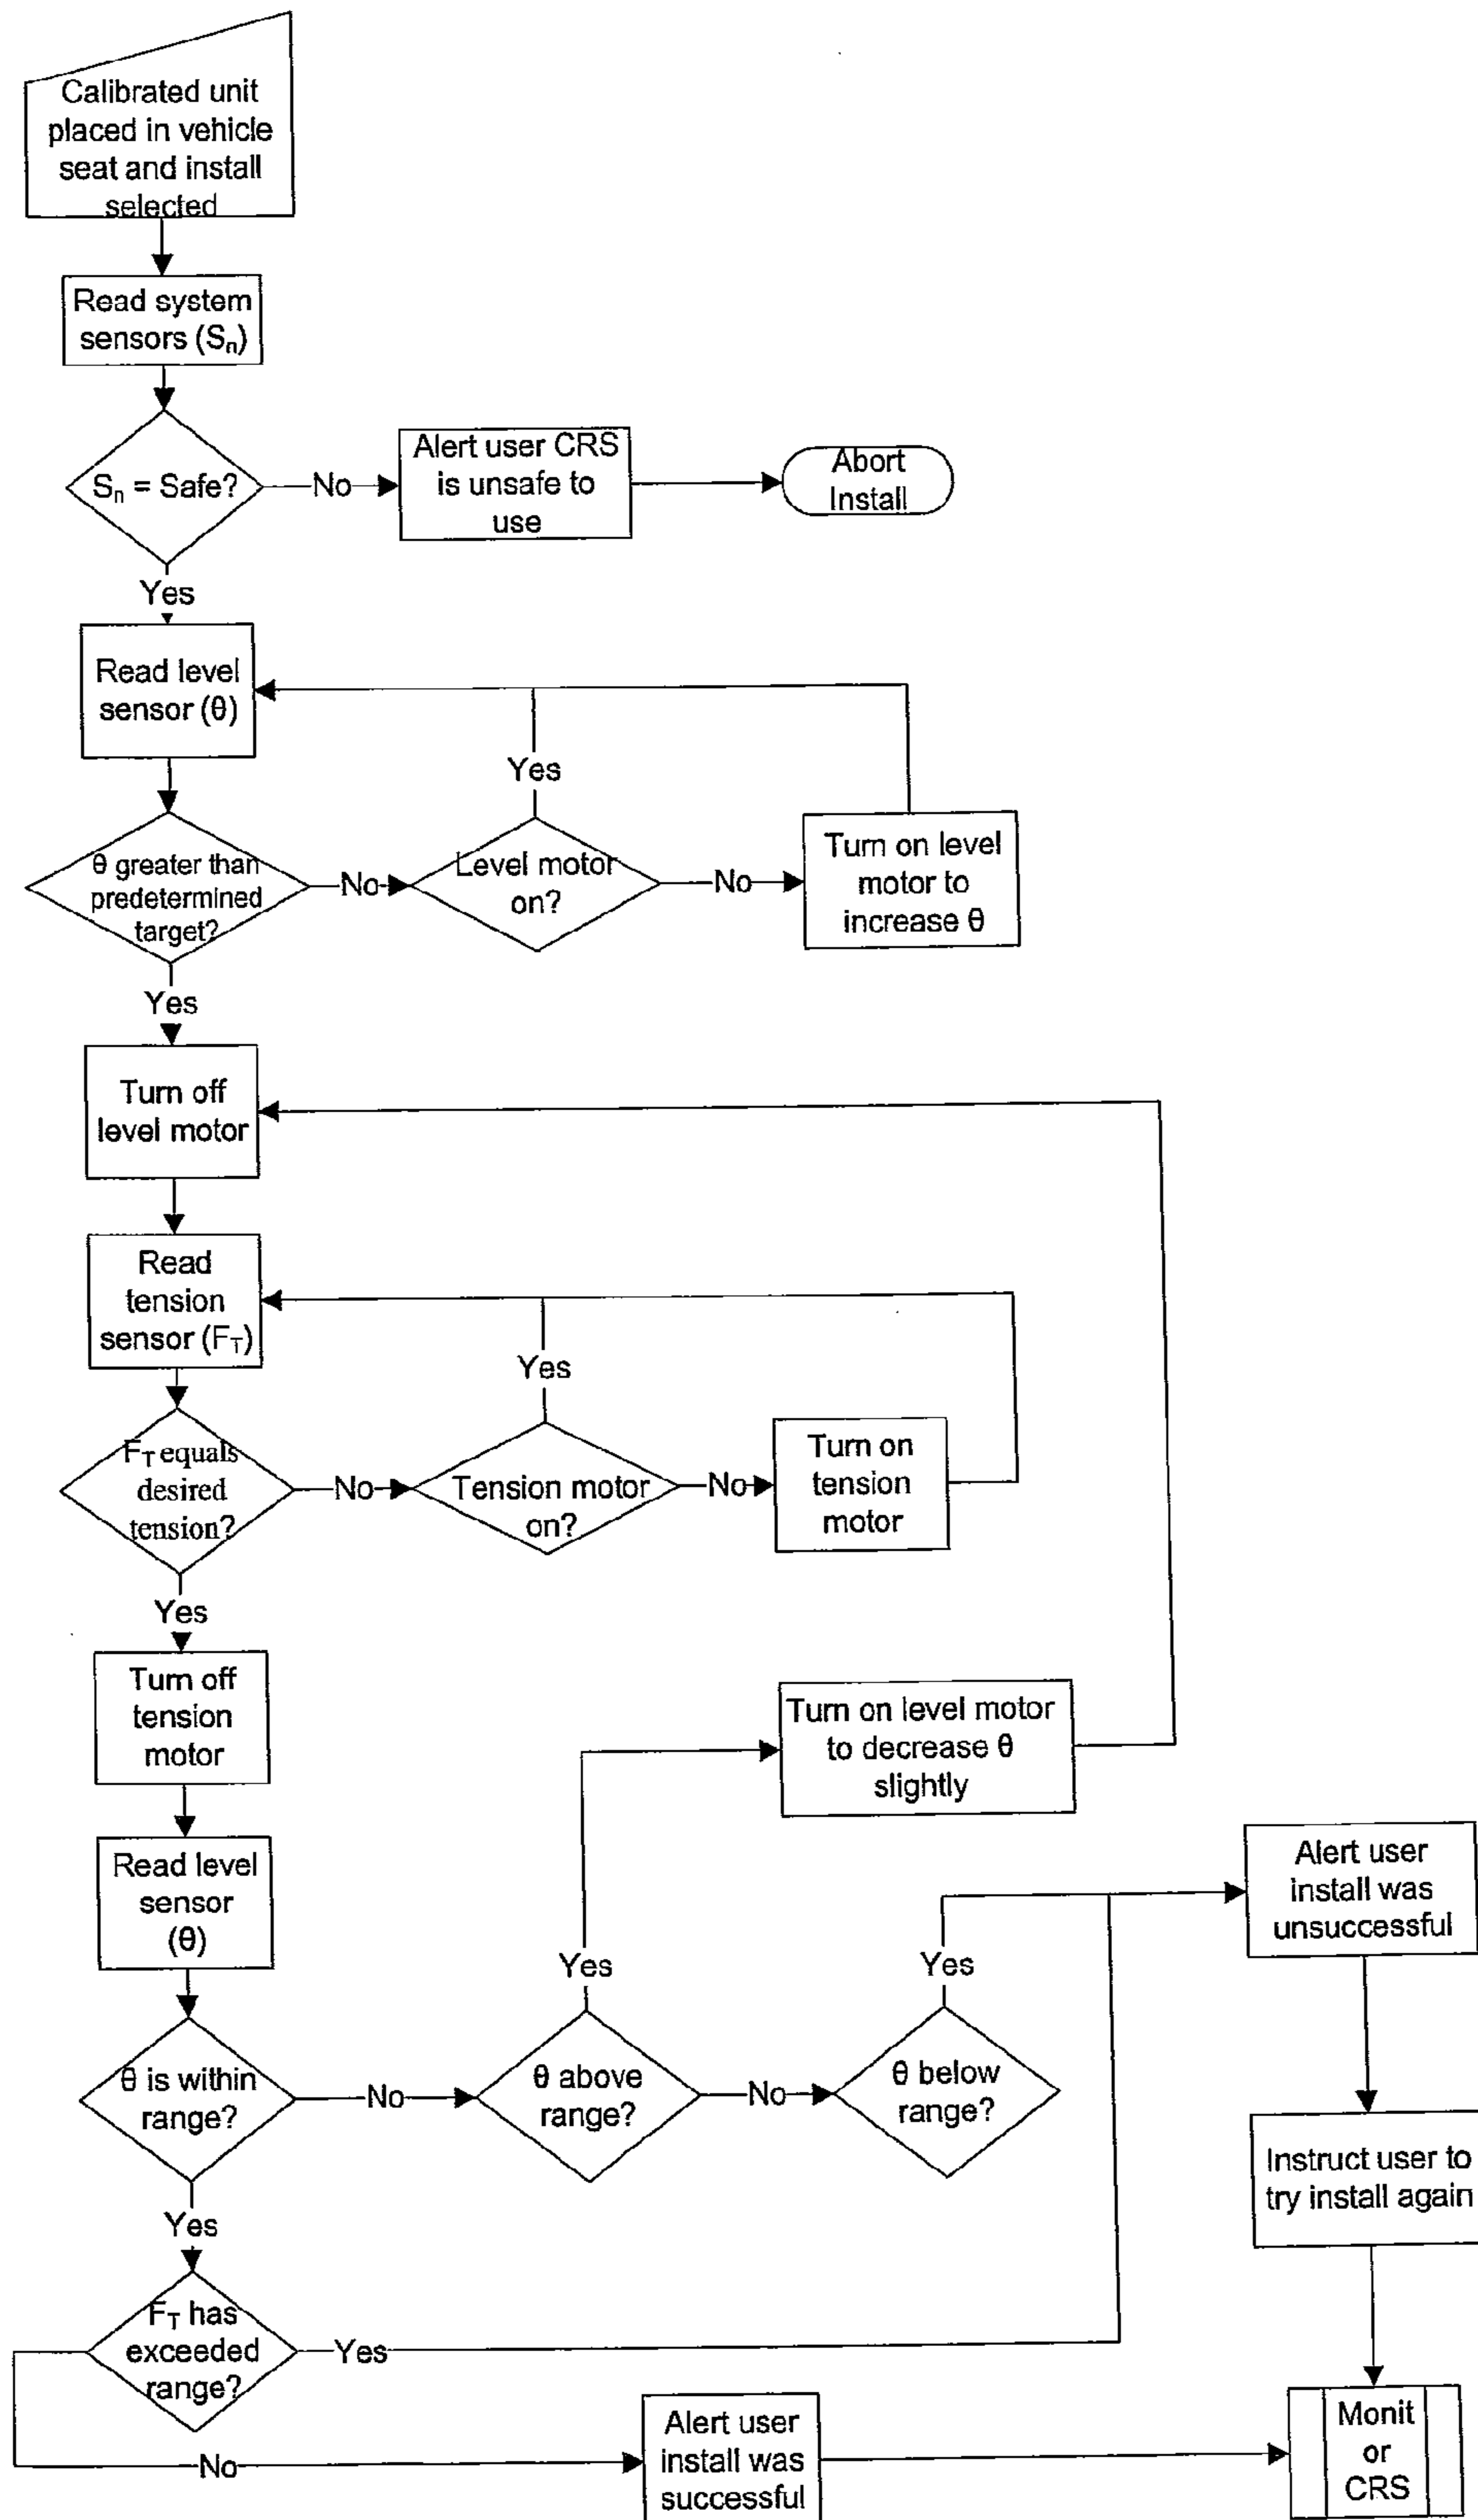 Calibrated unit
placed in vehicle
seat and install
selected
Read system
sensors (Sₙ)
Sₙ = Safe?
No
Alert user CRS
is unsafe to
use
Abort
Install
Yes
Read level
sensor (θ)
Yes
θ greater than
predetermined
target?
No
Level motor
on?
No
Turn on level
motor to
increase θ
Yes
Turn off
level motor
Read
tension
sensor (F_T)
Yes
F_T equals
desired
tension?
No
Tension motor
on?
No
Turn on
tension
motor
Yes
Turn off
tension
motor
Turn on level motor
to decrease θ
slightly
Read level
sensor
(θ)
Alert user
install was
unsuccessful
Yes
Yes
θ is within
range?
No
θ above
range?
No
θ below
range?
Instruct user to
try install again
Yes
F_T has
exceeded
range?
Yes
No
Alert user
install was
successful
Monit
or
CRS